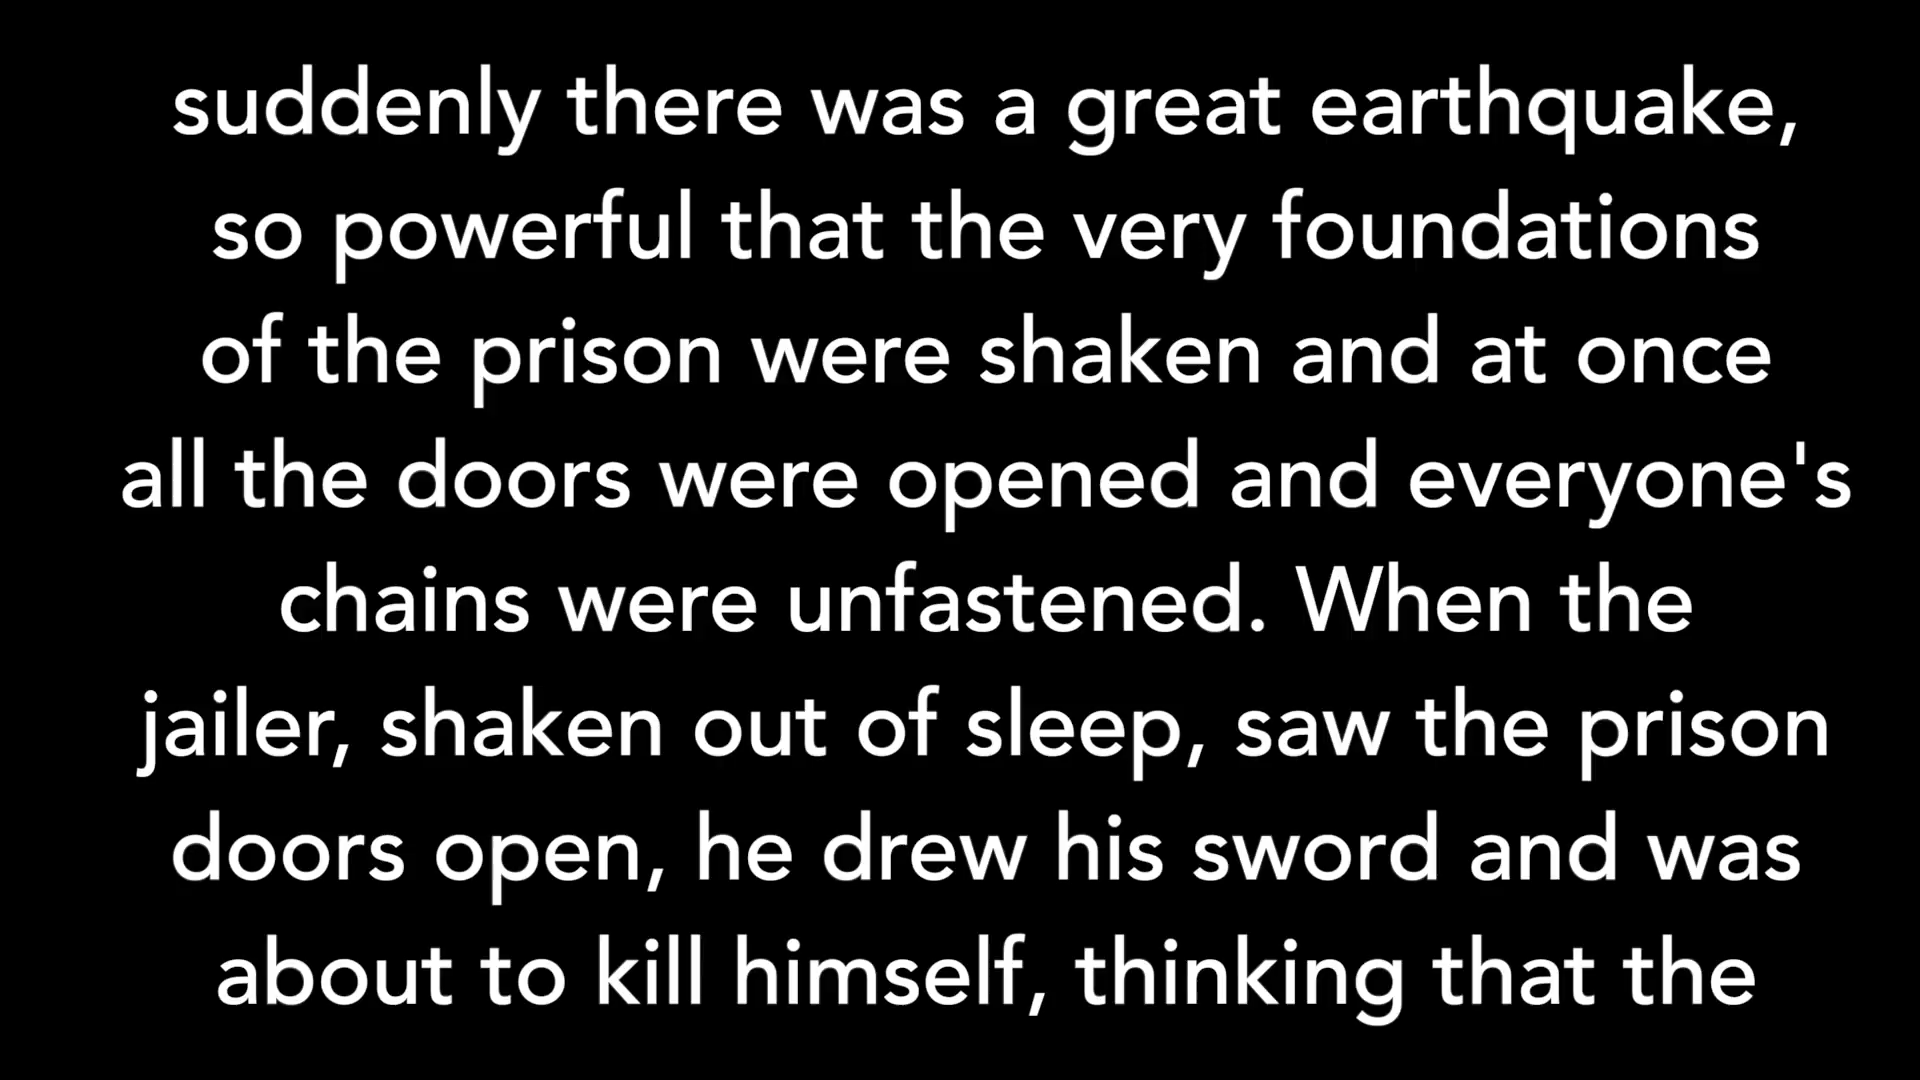 suddenly there was a great earthquake,
so powerful that the very foundations
of the prison were shaken and at once
all the doors were opened and everyone's
chains were unfastened. When the
jailer, shaken out of sleep, saw the prison
doors open, he drew his sword and was
about to kill himself, thinking that the